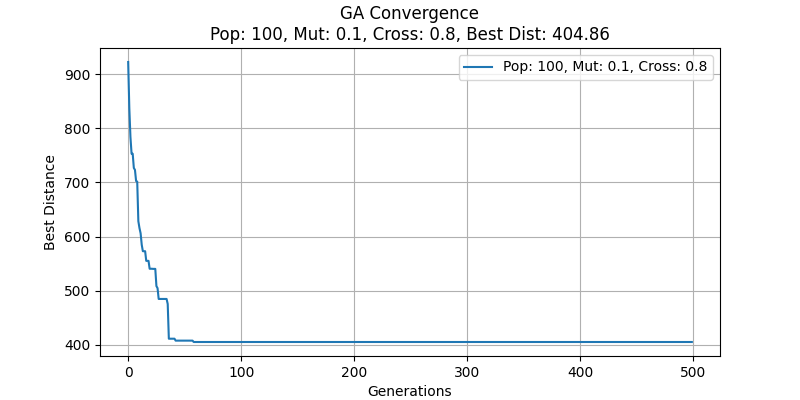 GA Convergence
Pop: 100, Mut: 0.1, Cross: 0.8, Best Dist: 404.86
Pop: 100, Mut: 0.1, Cross: 0.8
Best Distance
900
800
700
600
500
400
0 100 200 300 400 500
Generations